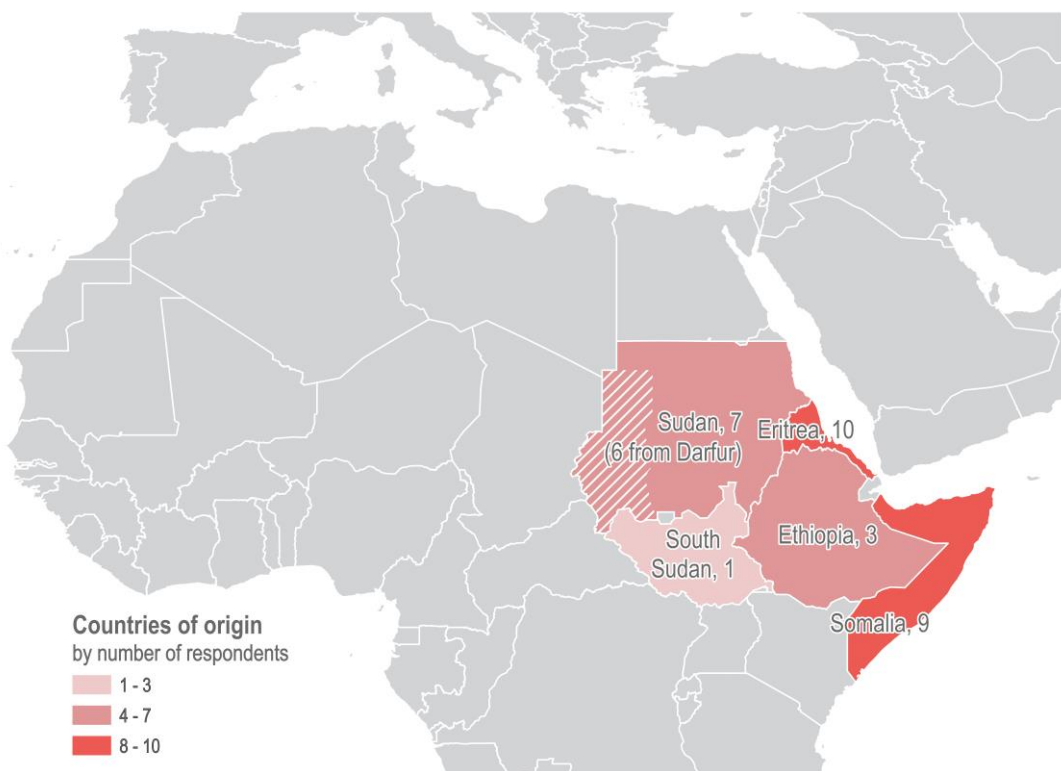 Sudan, 7
(6 from Darfur)
Eritrea, 10
South
Sudan, 1
Ethiopia, 3
Somalia, 9
Countries of origin
by number of respondents
1 - 3
4 - 7
8 - 10